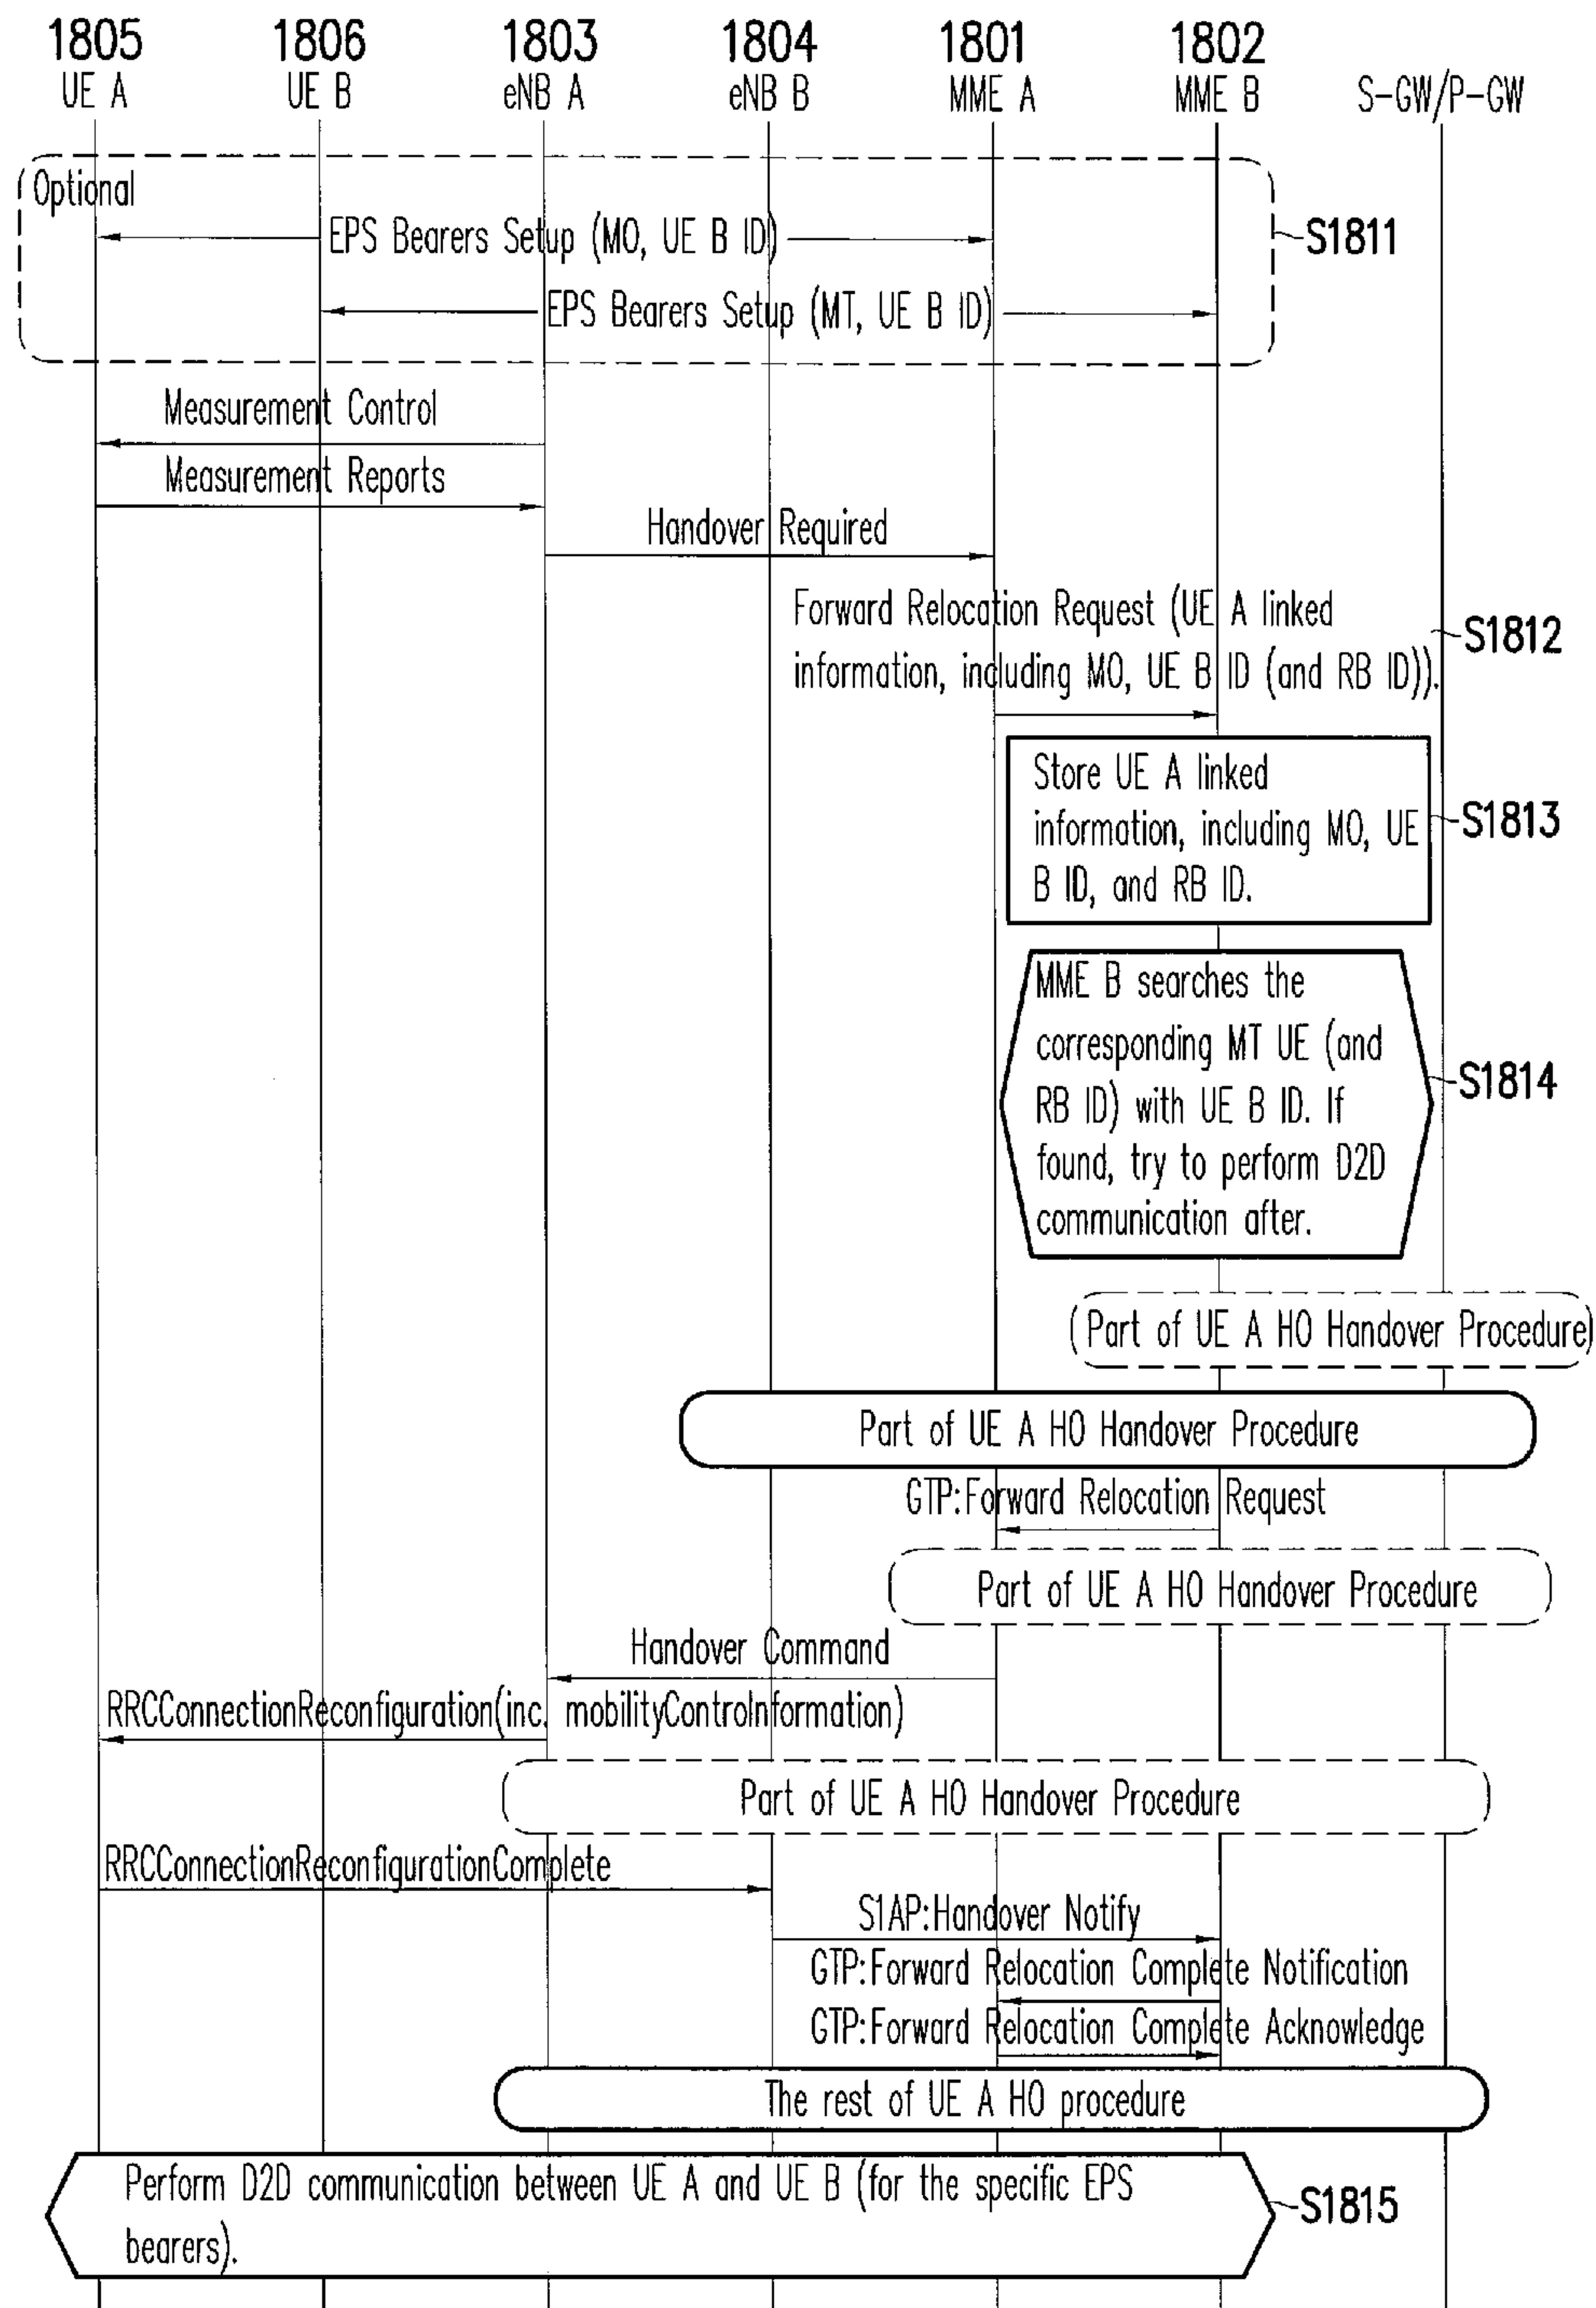 1805 1806 1803 1804 1801 1802
UE A UE B eNB A eNB B MME A MME B S-GW/P-GW
Optional
EPS Bearers Setup (MO, UE B ID)
S1811
EPS Bearers Setup (MT, UE B ID)
Measurement Control
Measurement Reports
Handover Required
Forward Relocation Request (UE A linked
information, including MO, UE B ID (and RB ID)).
S1812
Store UE A linked
information, including MO, UE
B ID, and RB ID.
S1813
MME B searches the
corresponding MT UE (and
RB ID) with UE B ID. If
found, try to perform D2D
communication after.
S1814
(Part of UE A HO Handover Procedure)
Part of UE A HO Handover Procedure
GTP:Forward Relocation Request
Part of UE A HO Handover Procedure
Handover Command
RRCConnectionReconfiguration(inc. mobilityControInformation)
Part of UE A HO Handover Procedure
RRCConnectionReconfigurationComplete
S1AP:Handover Notify
GTP:Forward Relocation Complete Notification
GTP:Forward Relocation Complete Acknowledge
The rest of UE A HO procedure
Perform D2D communication between UE A and UE B (for the specific EPS
bearers).
S1815